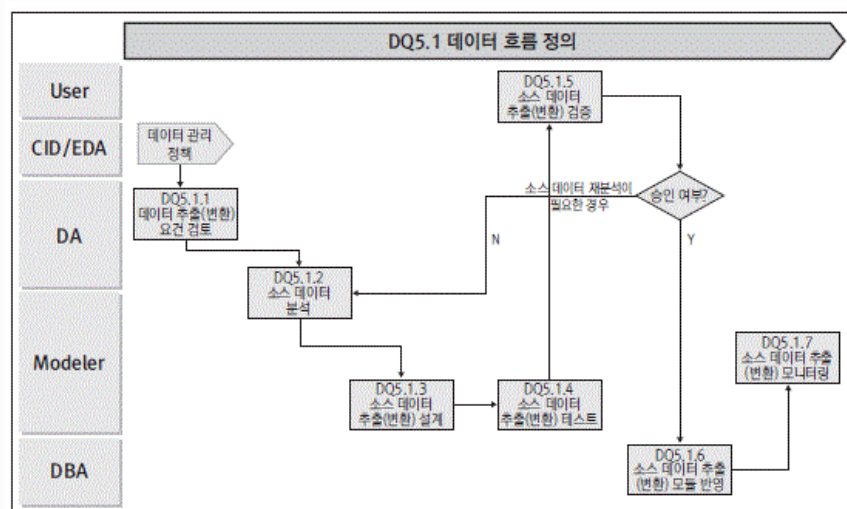 DQ5.1 데이터 흐름 정의
User
DQ5.1.5
소스 데이터
추출(변환) 검증
CID/EDA
데이터 관리
정책
DA
DQ5.1.1
데이터 추출(변환)
요건 검토
소스 데이터 재분석이
필요한 경우
승인 여부?
N
Y
DQ5.1.2
소스 데이터
분석
Modeler
DQ5.1.3
소스 데이터
추출(변환) 설계
DQ5.1.4
소스 데이터
추출(변환) 테스트
DQ5.1.7
소스 데이터 추출
(변환) 모니터링
DBA
DQ5.1.6
소스 데이터 추출
(변환) 모듈 반영